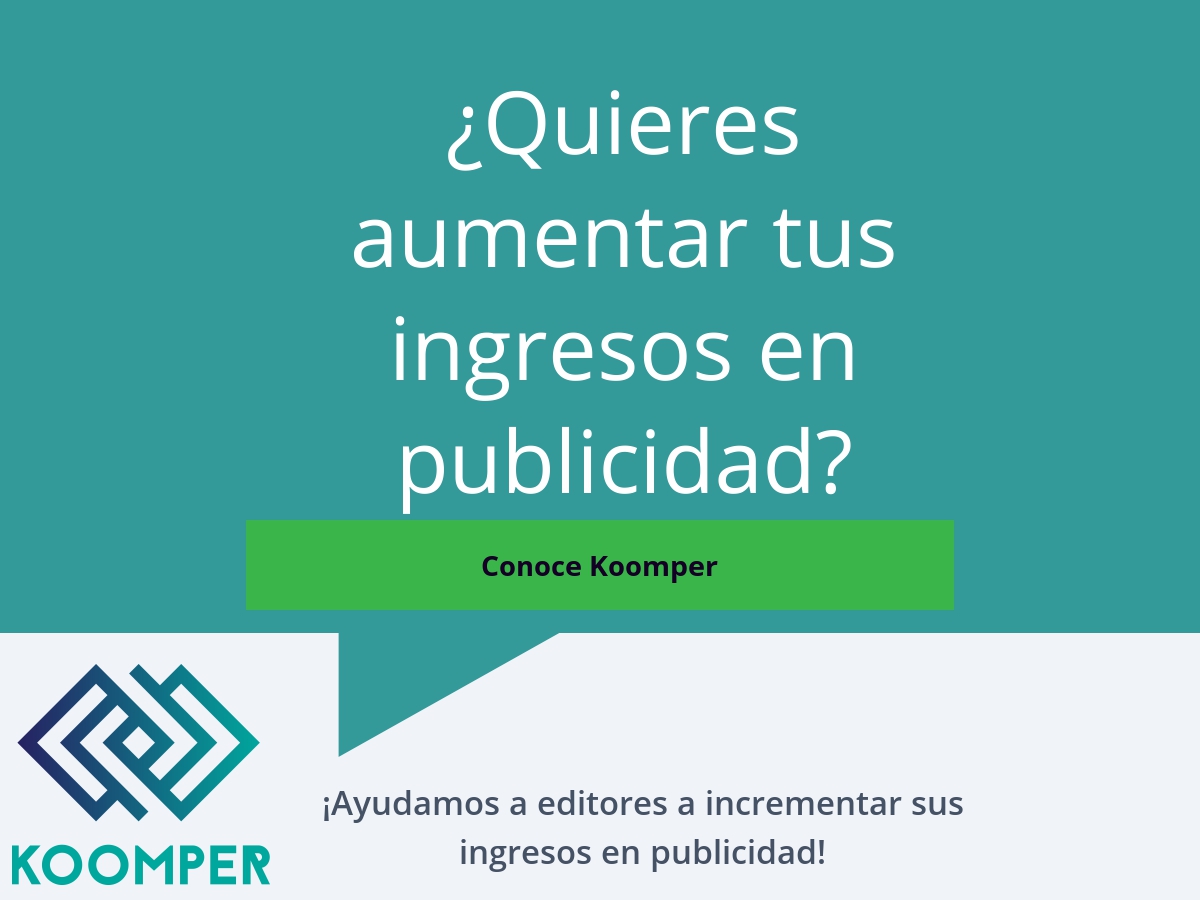 ¿Quieres
aumentar tus
ingresos en
publicidad?
Conoce Koomper
¡Ayudamos a editores a incrementar sus
ingresos en publicidad!
KOOMPER